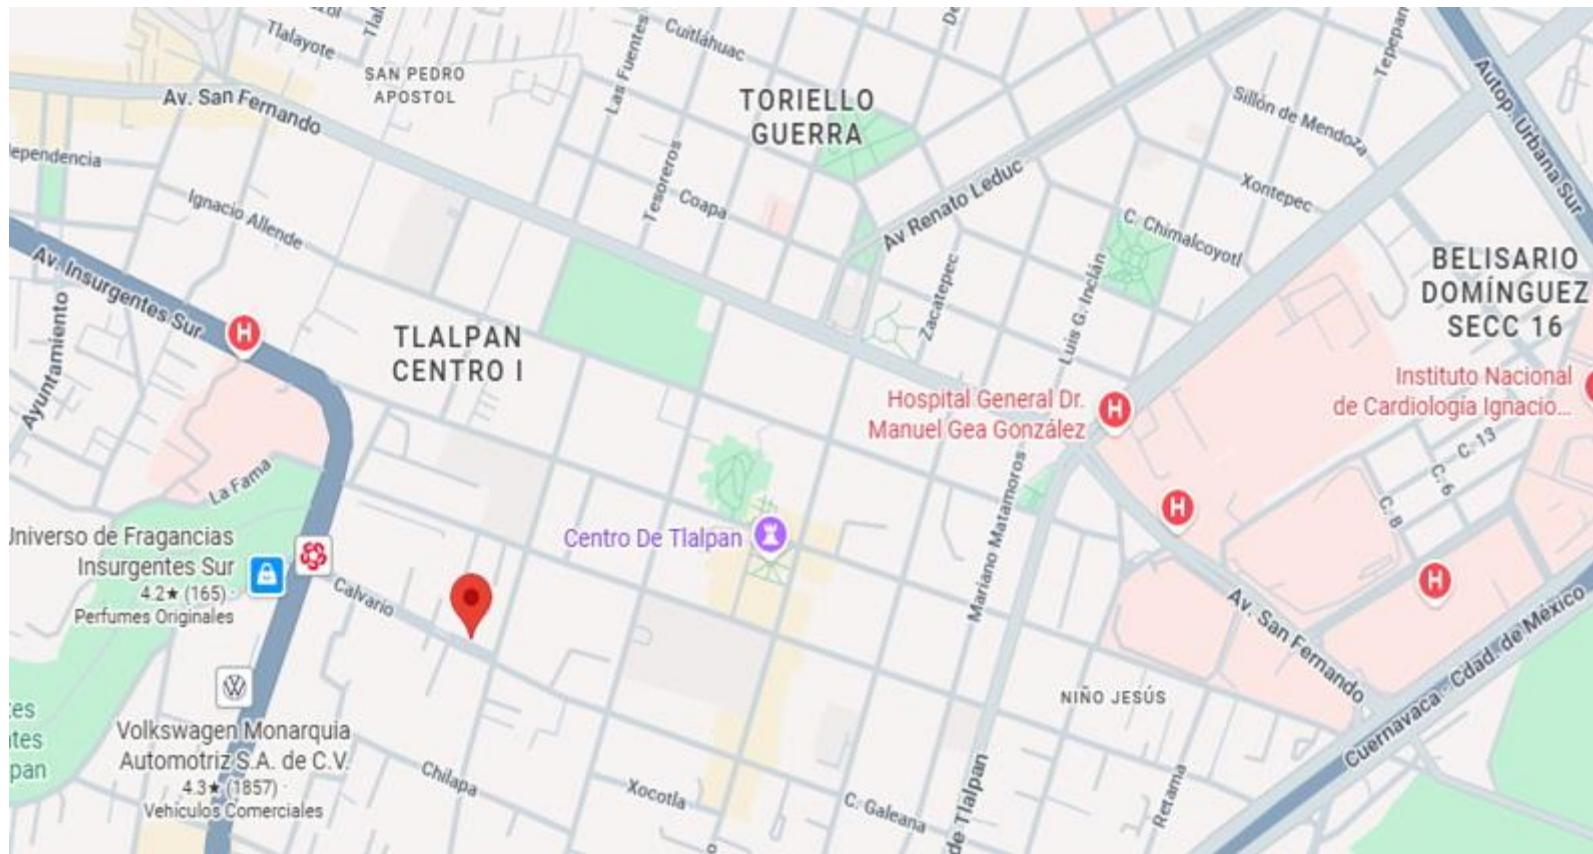 Tlalayote
Cuitláhuac
Las Fuentes
Tepepan
SAN PEDRO
APOSTOL
Av. San Fernando
TORIELLO
GUERRA
Sillón de Mendoza
Autop. Urbana Sur
Tesoreros
Coapa
Av Renato Leduc
Xontepec
Ignacio Allende
C. Chimalcoyotl
Av. Insurgentes Sur
Zacatepec
Luis G. Inclán
BELISARIO
DOMÍNGUEZ
SECC 16
Ayuntamiento
H
TLALPAN
CENTRO I
Hospital General Dr.
Manuel Gea González
H
Instituto Nacional
de Cardiología Ignacio...
La Fama
Mariano Matamoros
C. 13
C. 6
C. 8
H
Centro De Tlalpan
Universo de Fragancias
Insurgentes Sur
4.2★ (165)
Perfumes Originales
Calvario
H
Av. San Fernando
Cuernavaca - Cdad. de México
NIÑO JESÚS
Volkswagen Monarquia
Automotriz S.A. de C.V.
4.3★ (1857)
Vehículos Comerciales
Chilapa
Xocotla
C. Galeana
de Tlalpan
Retama